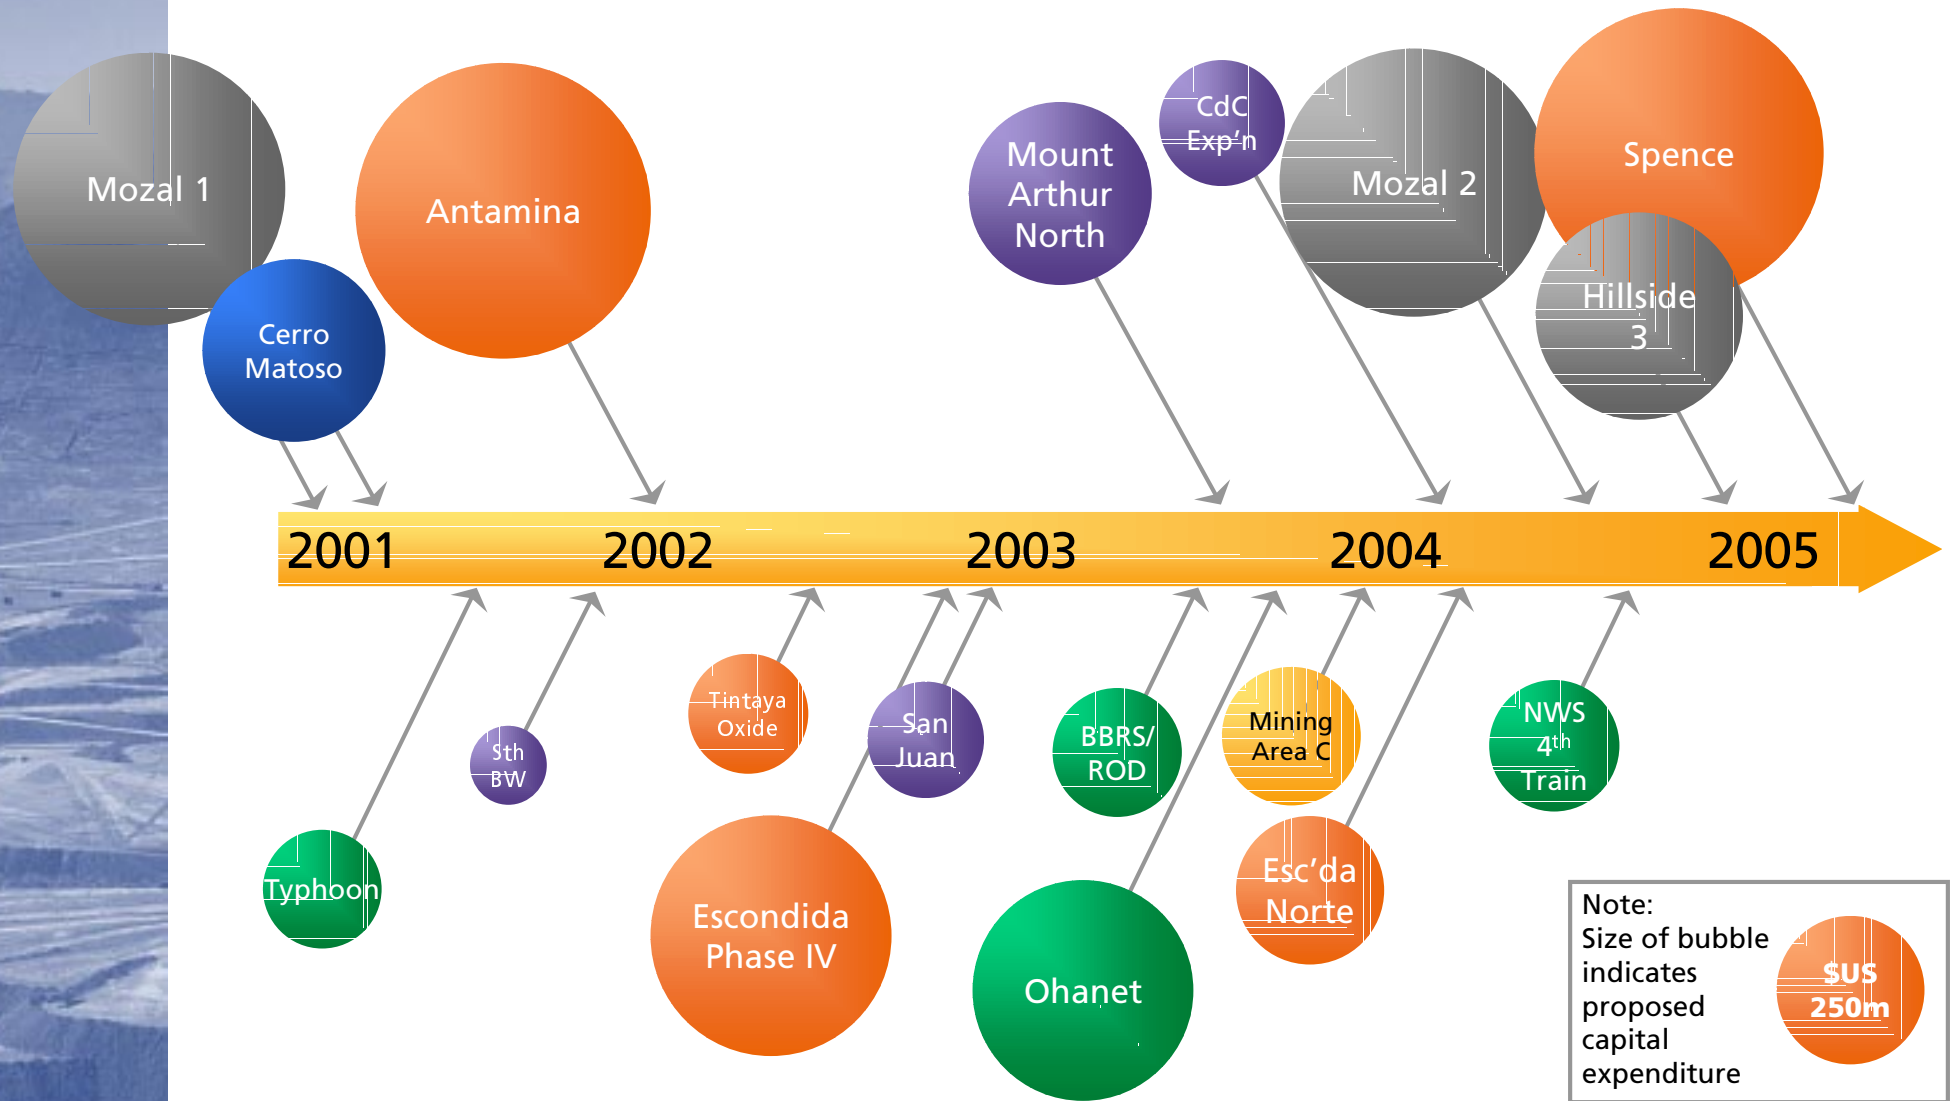 Mozal 1
Cerro
Matoso
Antamina
Mount
Arthur
North
CdC
Exp’n
Mozal 2
Spence
Hillside
3
2001
2002
2003
2004
2005
Typhoon
Sth
BW
Tintaya
Oxide
Escondida
Phase IV
San
Juan
BBRS/
ROD
Ohanet
Mining
Area C
Esc’da
Norte
NWS
4th
Train
Note:
Size of bubble
indicates
proposed
capital
expenditure
$US
250m